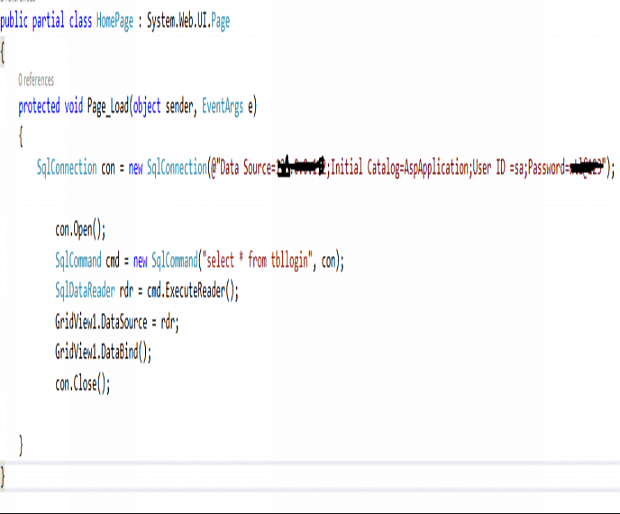 public partial class HomePage : System.Web.UI.Page
{
0 references
protected void Page_Load(object sender, EventArgs e)
{
SqlConnection con = new SqlConnection(@"Data Source=;Initial Catalog=AspApplication;User ID =sa;Password=");
con.Open();
SqlCommand cmd = new SqlCommand("select * from tbllogin", con);
SqlDataReader rdr = cmd.ExecuteReader();
GridView1.DataSource = rdr;
GridView1.DataBind();
con.Close();
}
}